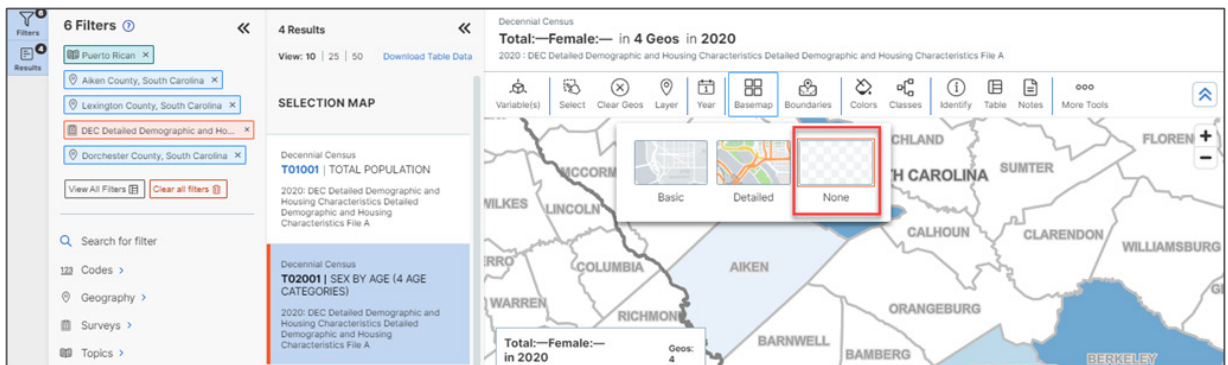 6
Filters
4
Results
6 Filters
Puerto Rican ×
Aiken County, South Carolina ×
Lexington County, South Carolina ×
DEC Detailed Demographic and Ho... ×
Dorchester County, South Carolina ×
View All Filters
Clear all filters
Search for filter
123 Codes >
Geography >
Surveys >
Topics >
4 Results
View: 10 | 25 | 50 Download Table Data
SELECTION MAP
Decennial Census
T01001 | TOTAL POPULATION
2020: DEC Detailed Demographic and
Housing Characteristics Detailed
Demographic and Housing
Characteristics File A
Decennial Census
T02001 | SEX BY AGE (4 AGE
CATEGORIES)
2020: DEC Detailed Demographic and
Housing Characteristics Detailed
Demographic and Housing
Characteristics File A
Decennial Census
Total:—Female:— in 4 Geos in 2020
2020 : DEC Detailed Demographic and Housing Characteristics Detailed Demographic and Housing Characteristics File A
Variable(s) Select Clear Geos Layer Year Basemap Boundaries Colors Classes Identify Table Notes More Tools
Basic Detailed None
+
−
CHLAND
FLOREN
MCCORM
TH CAROLINA
SUMTER
WILKES
LINCOLN
CALHOUN
CLARENDON
WILLIAMSBURG
RRO
COLUMBIA
AIKEN
WARREN
RICHMOND
ORANGEBURG
GE
BARNWELL
BAMBERG
BERKELEY
Total:—Female:—
in 2020
Geos:
4